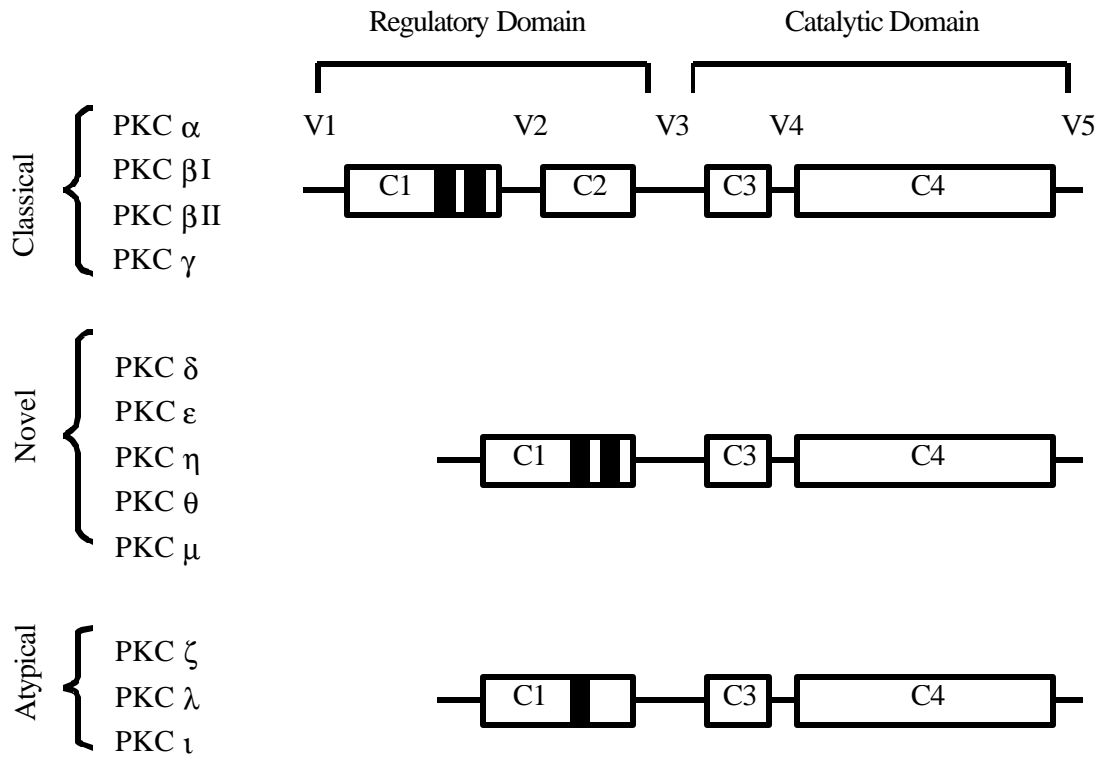 Regulatory Domain Catalytic Domain
V1 V2 V3 V4 V5
Classical
PKC α
PKC βI
PKC βII
PKC γ
C1 C2 C3 C4
Novel
PKC δ
PKC ε
PKC η
PKC θ
PKC μ
C1 C3 C4
Atypical
PKC ζ
PKC λ
PKC ι
C1 C3 C4